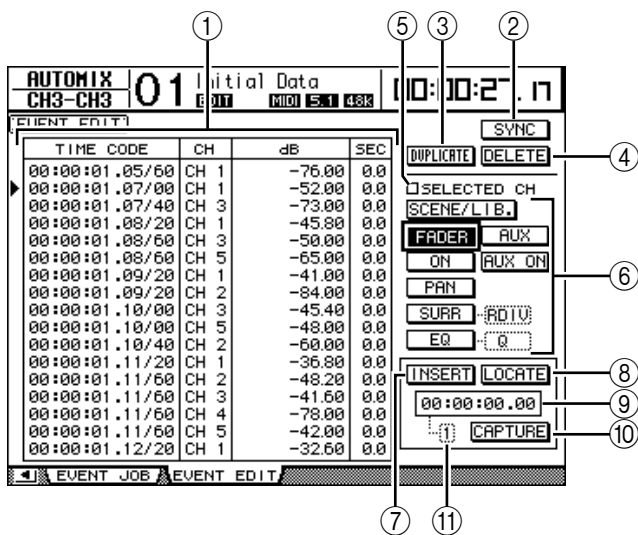 ① ⑤ ③ ②
AUTOMIX 01 Initial Data 00:00:27.17
CH3-CH3 EDIT MIDI 5.1 48k
EVENT EDIT
SYNC
TIME CODE CH dB SEC
DUPLICATE DELETE ④
00:00:01.05/60 CH 1 -76.00 0.0
00:00:01.07/00 CH 1 -52.00 0.0
00:00:01.07/40 CH 3 -73.00 0.0
00:00:01.08/20 CH 1 -45.80 0.0
00:00:01.08/60 CH 3 -50.00 0.0
00:00:01.08/60 CH 5 -65.00 0.0
00:00:01.09/20 CH 1 -41.00 0.0
00:00:01.09/20 CH 2 -84.00 0.0
00:00:01.10/00 CH 3 -45.40 0.0
00:00:01.10/00 CH 5 -48.00 0.0
00:00:01.10/40 CH 2 -60.00 0.0
00:00:01.11/20 CH 1 -36.80 0.0
00:00:01.11/60 CH 2 -48.20 0.0
00:00:01.11/60 CH 3 -41.60 0.0
00:00:01.11/60 CH 4 -78.00 0.0
00:00:01.11/60 CH 5 -42.00 0.0
00:00:01.12/20 CH 1 -32.60 0.0
SELECTED CH
SCENE/LIB.
FADER AUX
ON AUX ON ⑥
PAN
SURR RDIV
EQ Q
INSERT LOCATE ⑧
00:00:00.00 ⑨
1 CAPTURE ⑩
EVENT JOB EVENT EDIT
⑦ ⑪